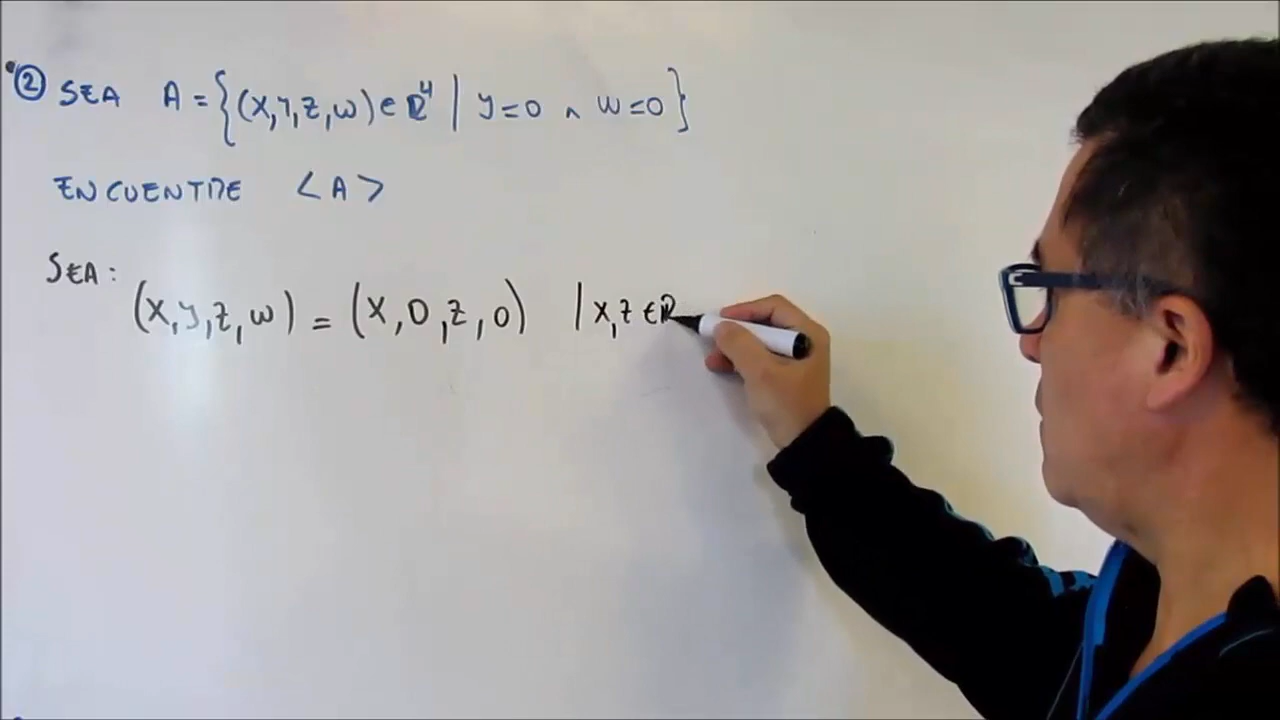 ② SEA A = {(x,y,z,w) ∈ ℝ⁴ | y=0 ∧ w=0}
ENCUENTRE <A>
SEA:
(x,y,z,w) = (x,0,z,0) | x,z ∈ ℝ